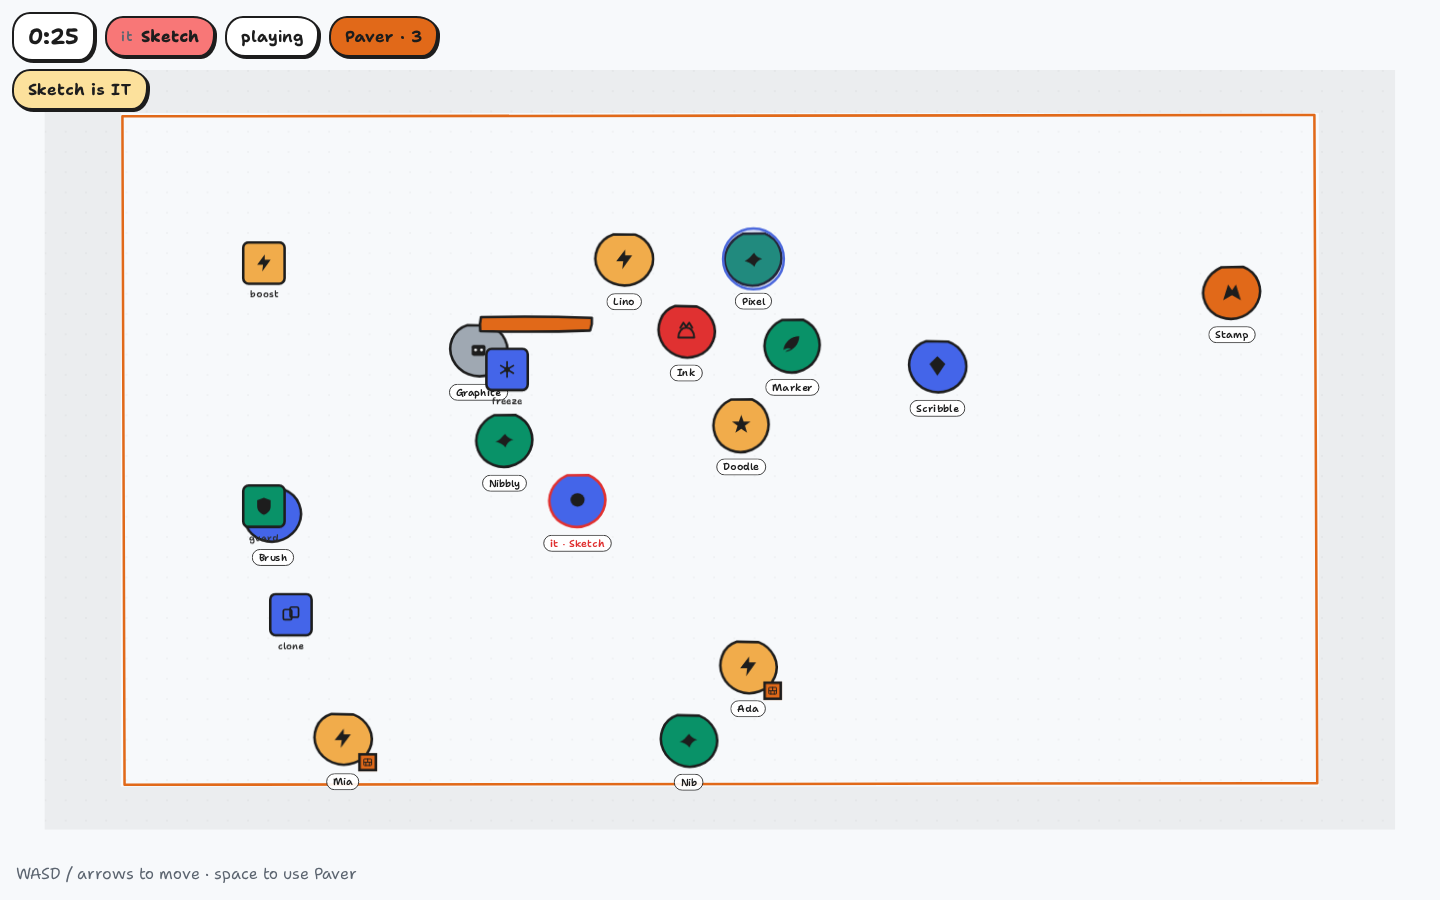 0:25
it Sketch
playing
Paver · 3
Sketch is IT
boost
Lino
Pixel
Stamp
Ink
Marker
Graphite
freeze
Scribble
Doodle
Nibbly
guard
it · Sketch
Brush
clone
Ada
Mia
Nib
WASD / arrows to move · space to use Paver